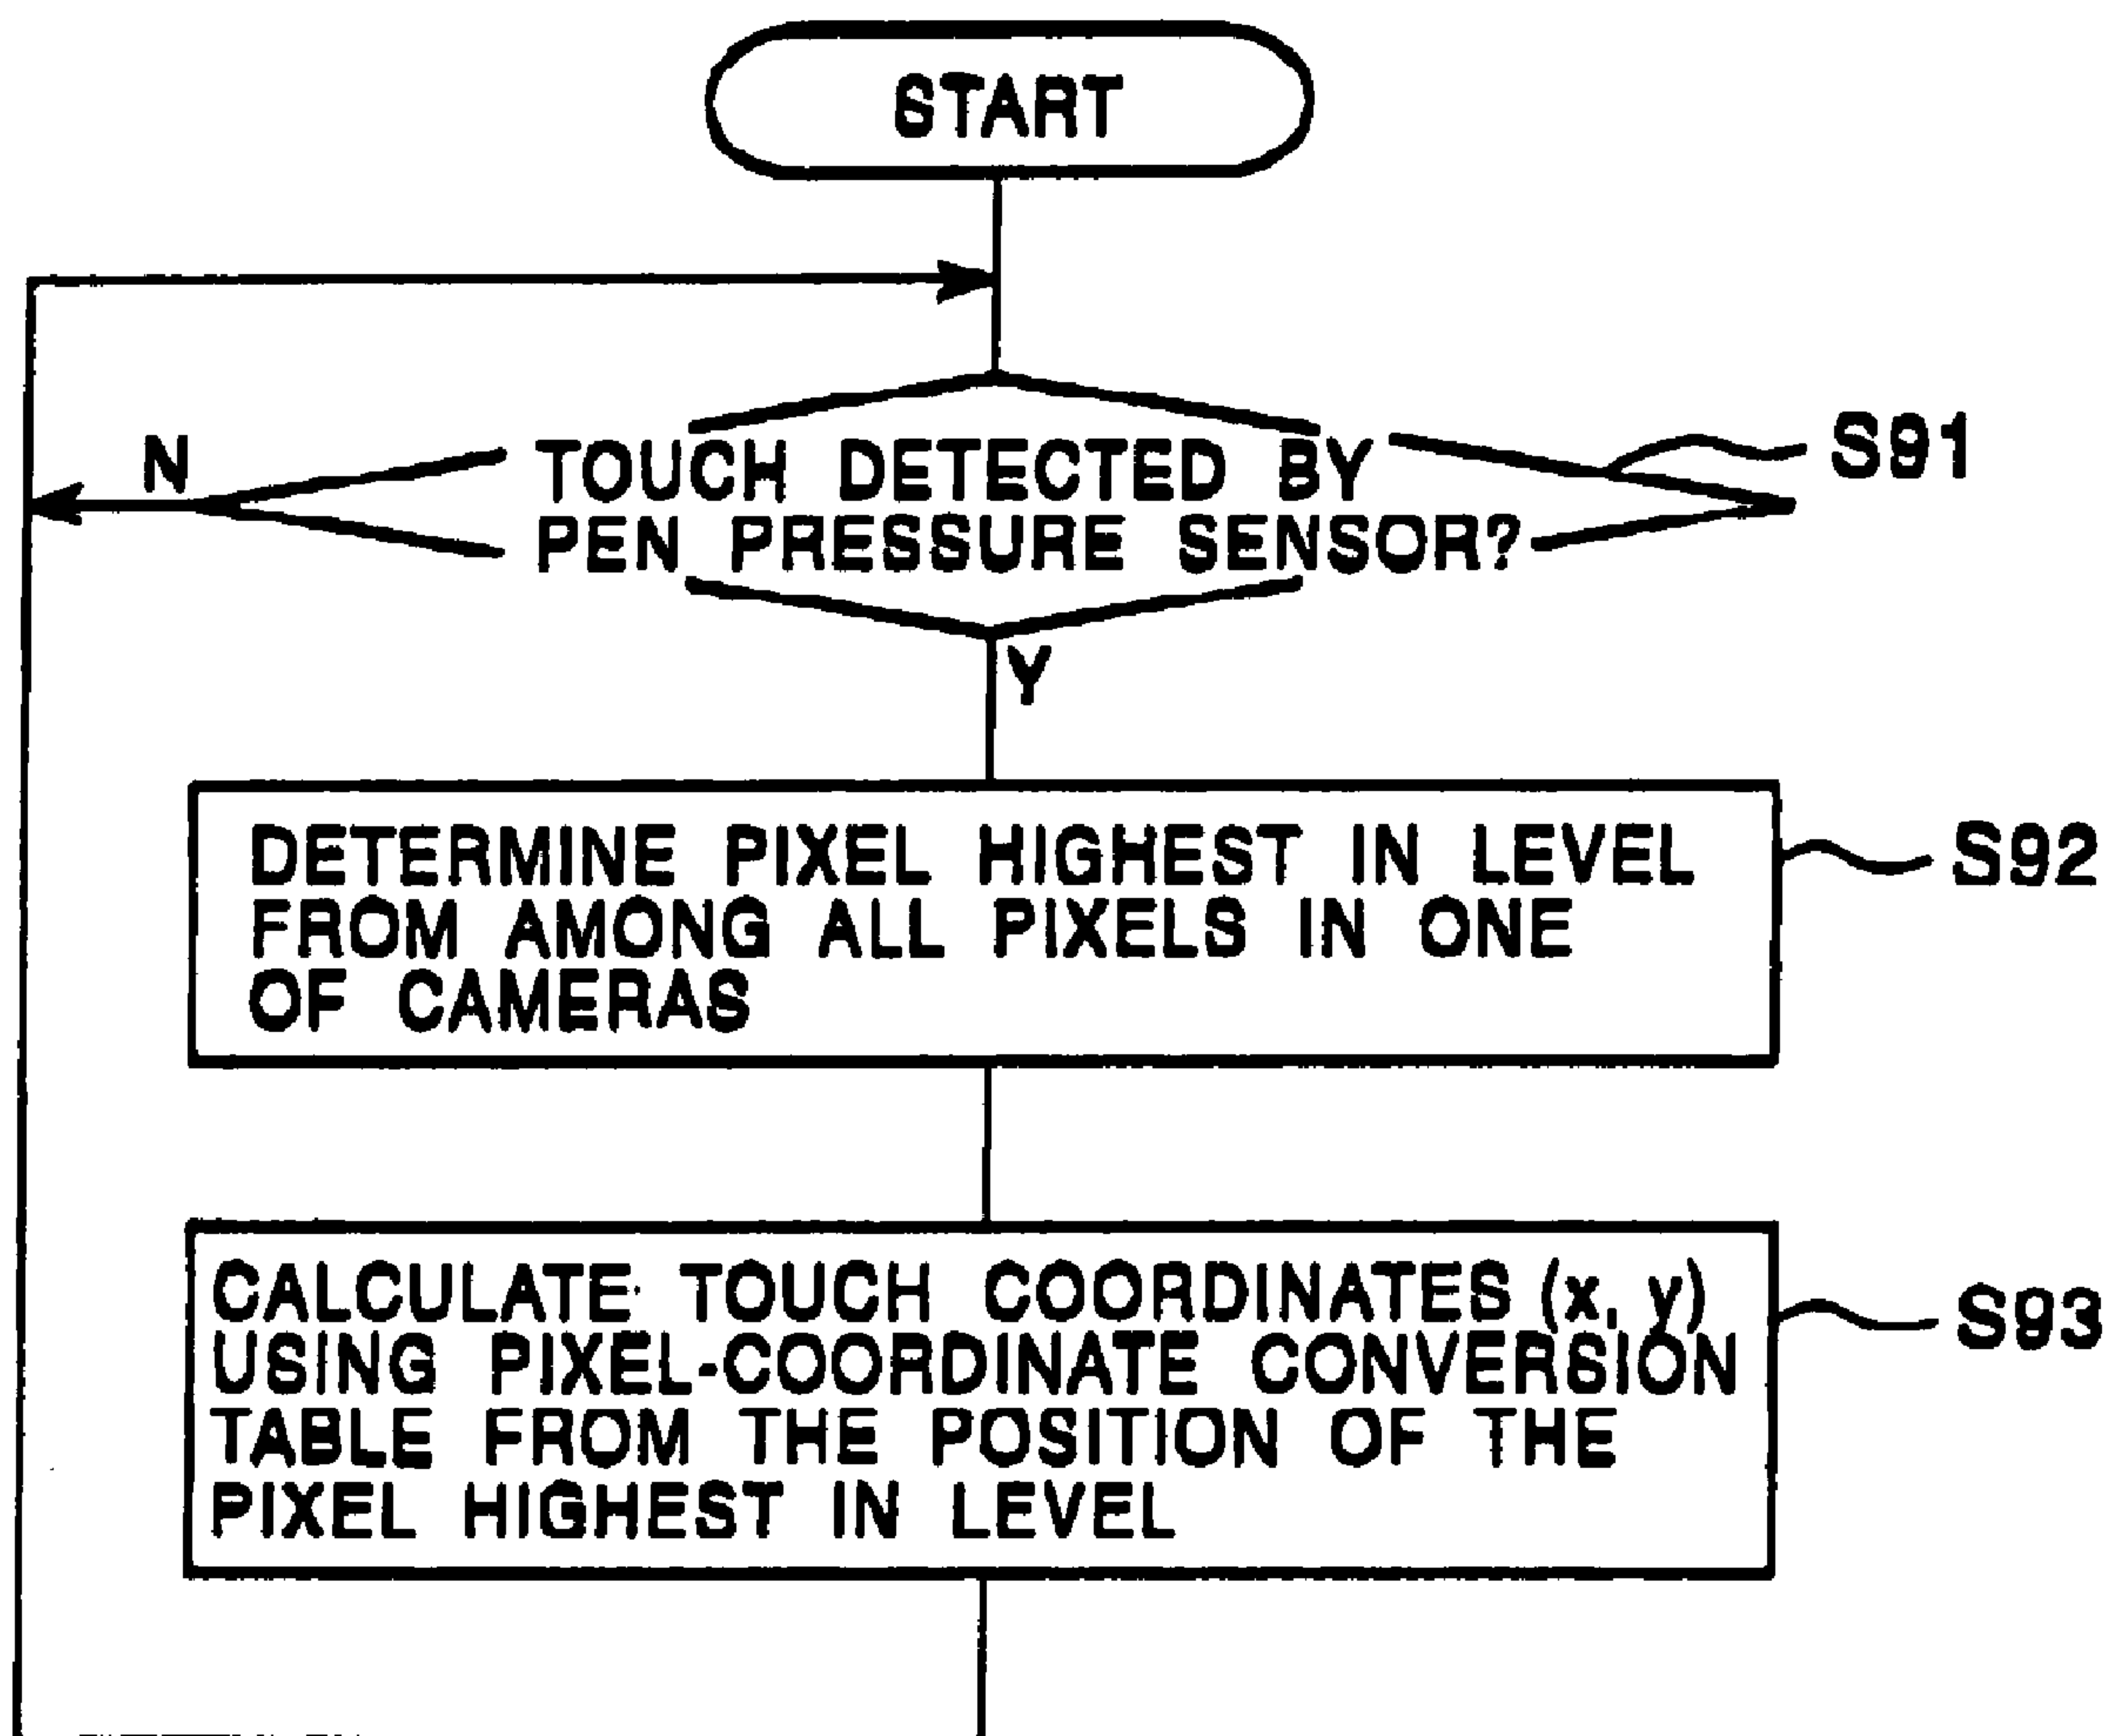 START
TOUCH DETECTED BY
PEN PRESSURE SENSOR?
S91
N
Y
DETERMINE PIXEL HIGHEST IN LEVEL
FROM AMONG ALL PIXELS IN ONE
OF CAMERAS
S92
CALCULATE TOUCH COORDINATES (x, y)
USING PIXEL-COORDINATE CONVERSION
TABLE FROM THE POSITION OF THE
PIXEL HIGHEST IN LEVEL
S93